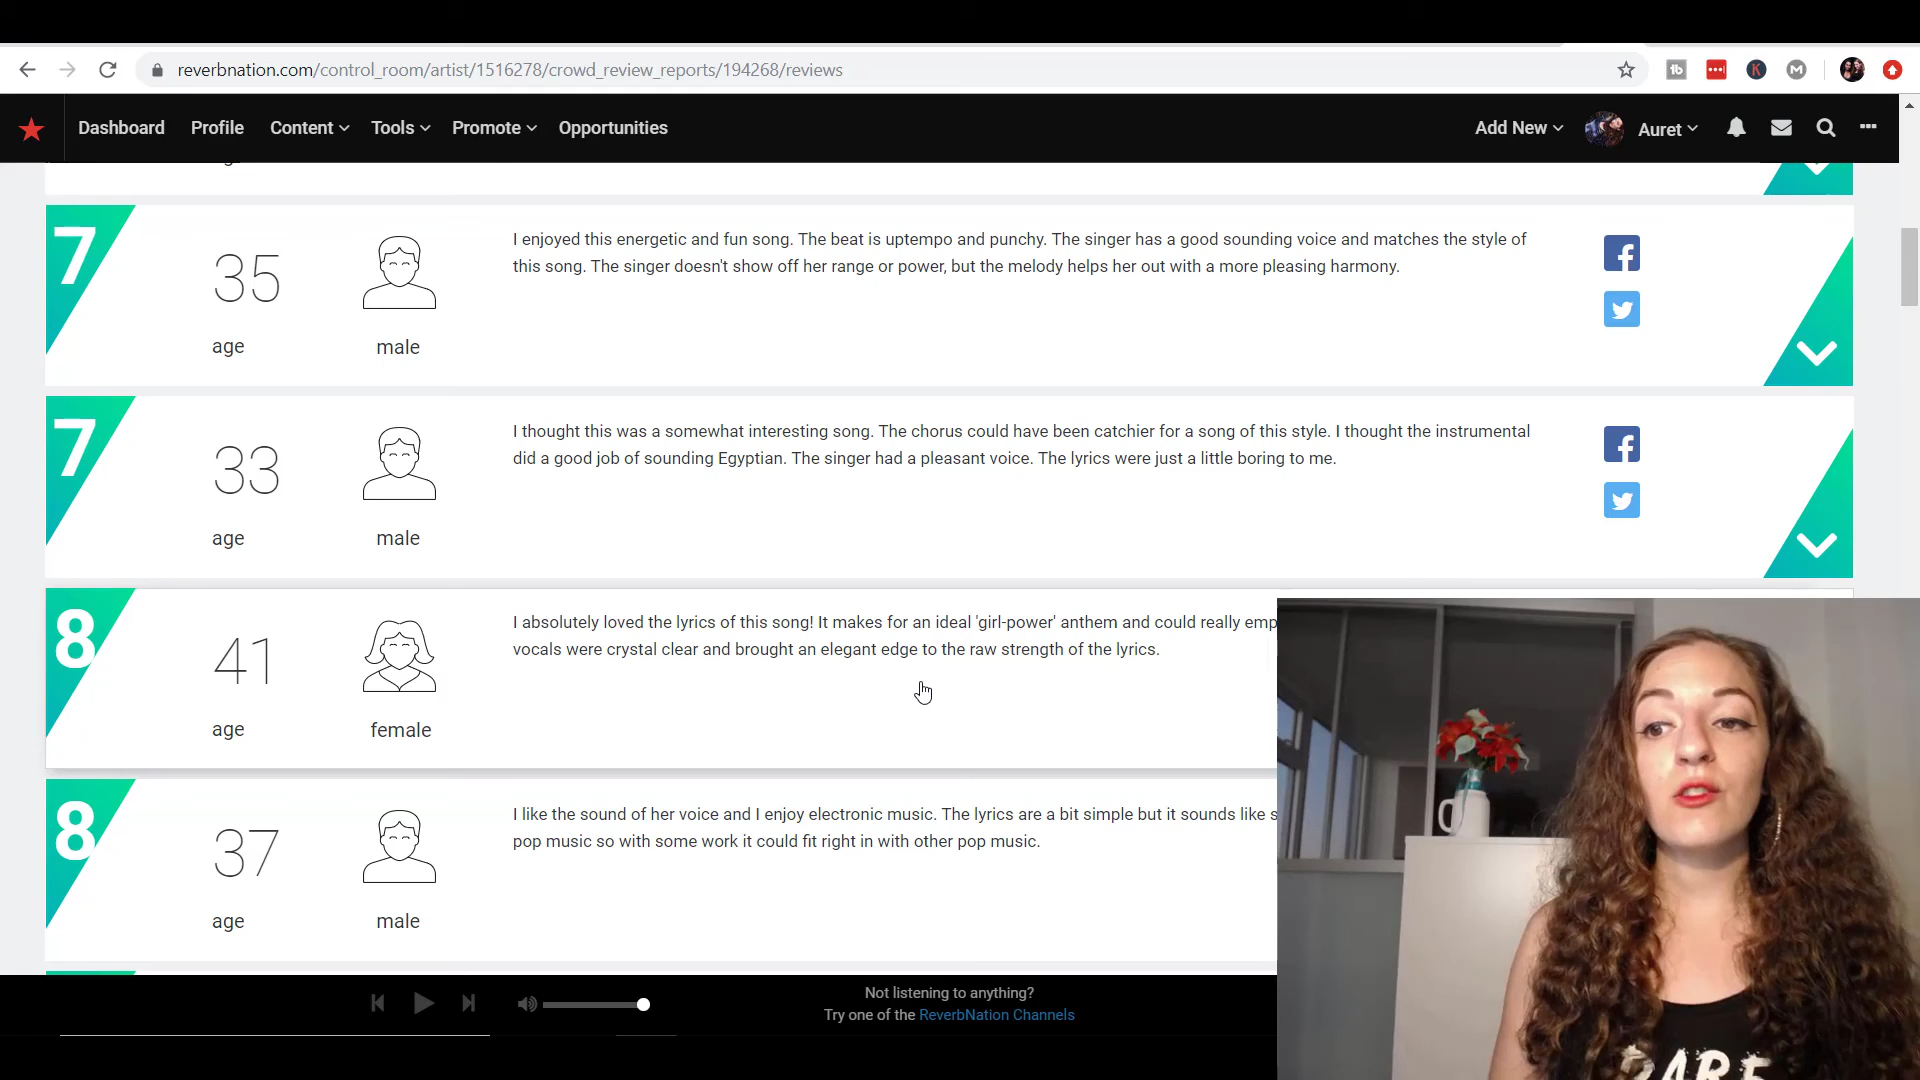 reverbnation.com/control_room/artist/1516278/crowd_review_reports/194268/reviews
Dashboard Profile Content Tools Promote Opportunities Add New Auret
7
35
age
male
I enjoyed this energetic and fun song. The beat is uptempo and punchy. The singer has a good sounding voice and matches the style of
this song. The singer doesn't show off her range or power, but the melody helps her out with a more pleasing harmony.
7
33
age
male
I thought this was a somewhat interesting song. The chorus could have been catchier for a song of this style. I thought the instrumental
did a good job of sounding Egyptian. The singer had a pleasant voice. The lyrics were just a little boring to me.
8
41
age
female
I absolutely loved the lyrics of this song! It makes for an ideal 'girl-power' anthem and could really emp
vocals were crystal clear and brought an elegant edge to the raw strength of the lyrics.
8
37
age
male
I like the sound of her voice and I enjoy electronic music. The lyrics are a bit simple but it sounds like s
pop music so with some work it could fit right in with other pop music.
Not listening to anything?
Try one of the ReverbNation Channels